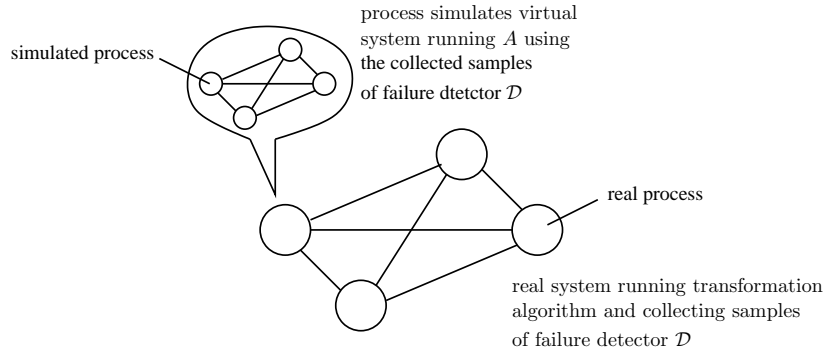 process simulates virtual
system running A using
the collected samples
of failure dtetctor 𝒟
simulated process
real process
real system running transformation
algorithm and collecting samples
of failure detector 𝒟